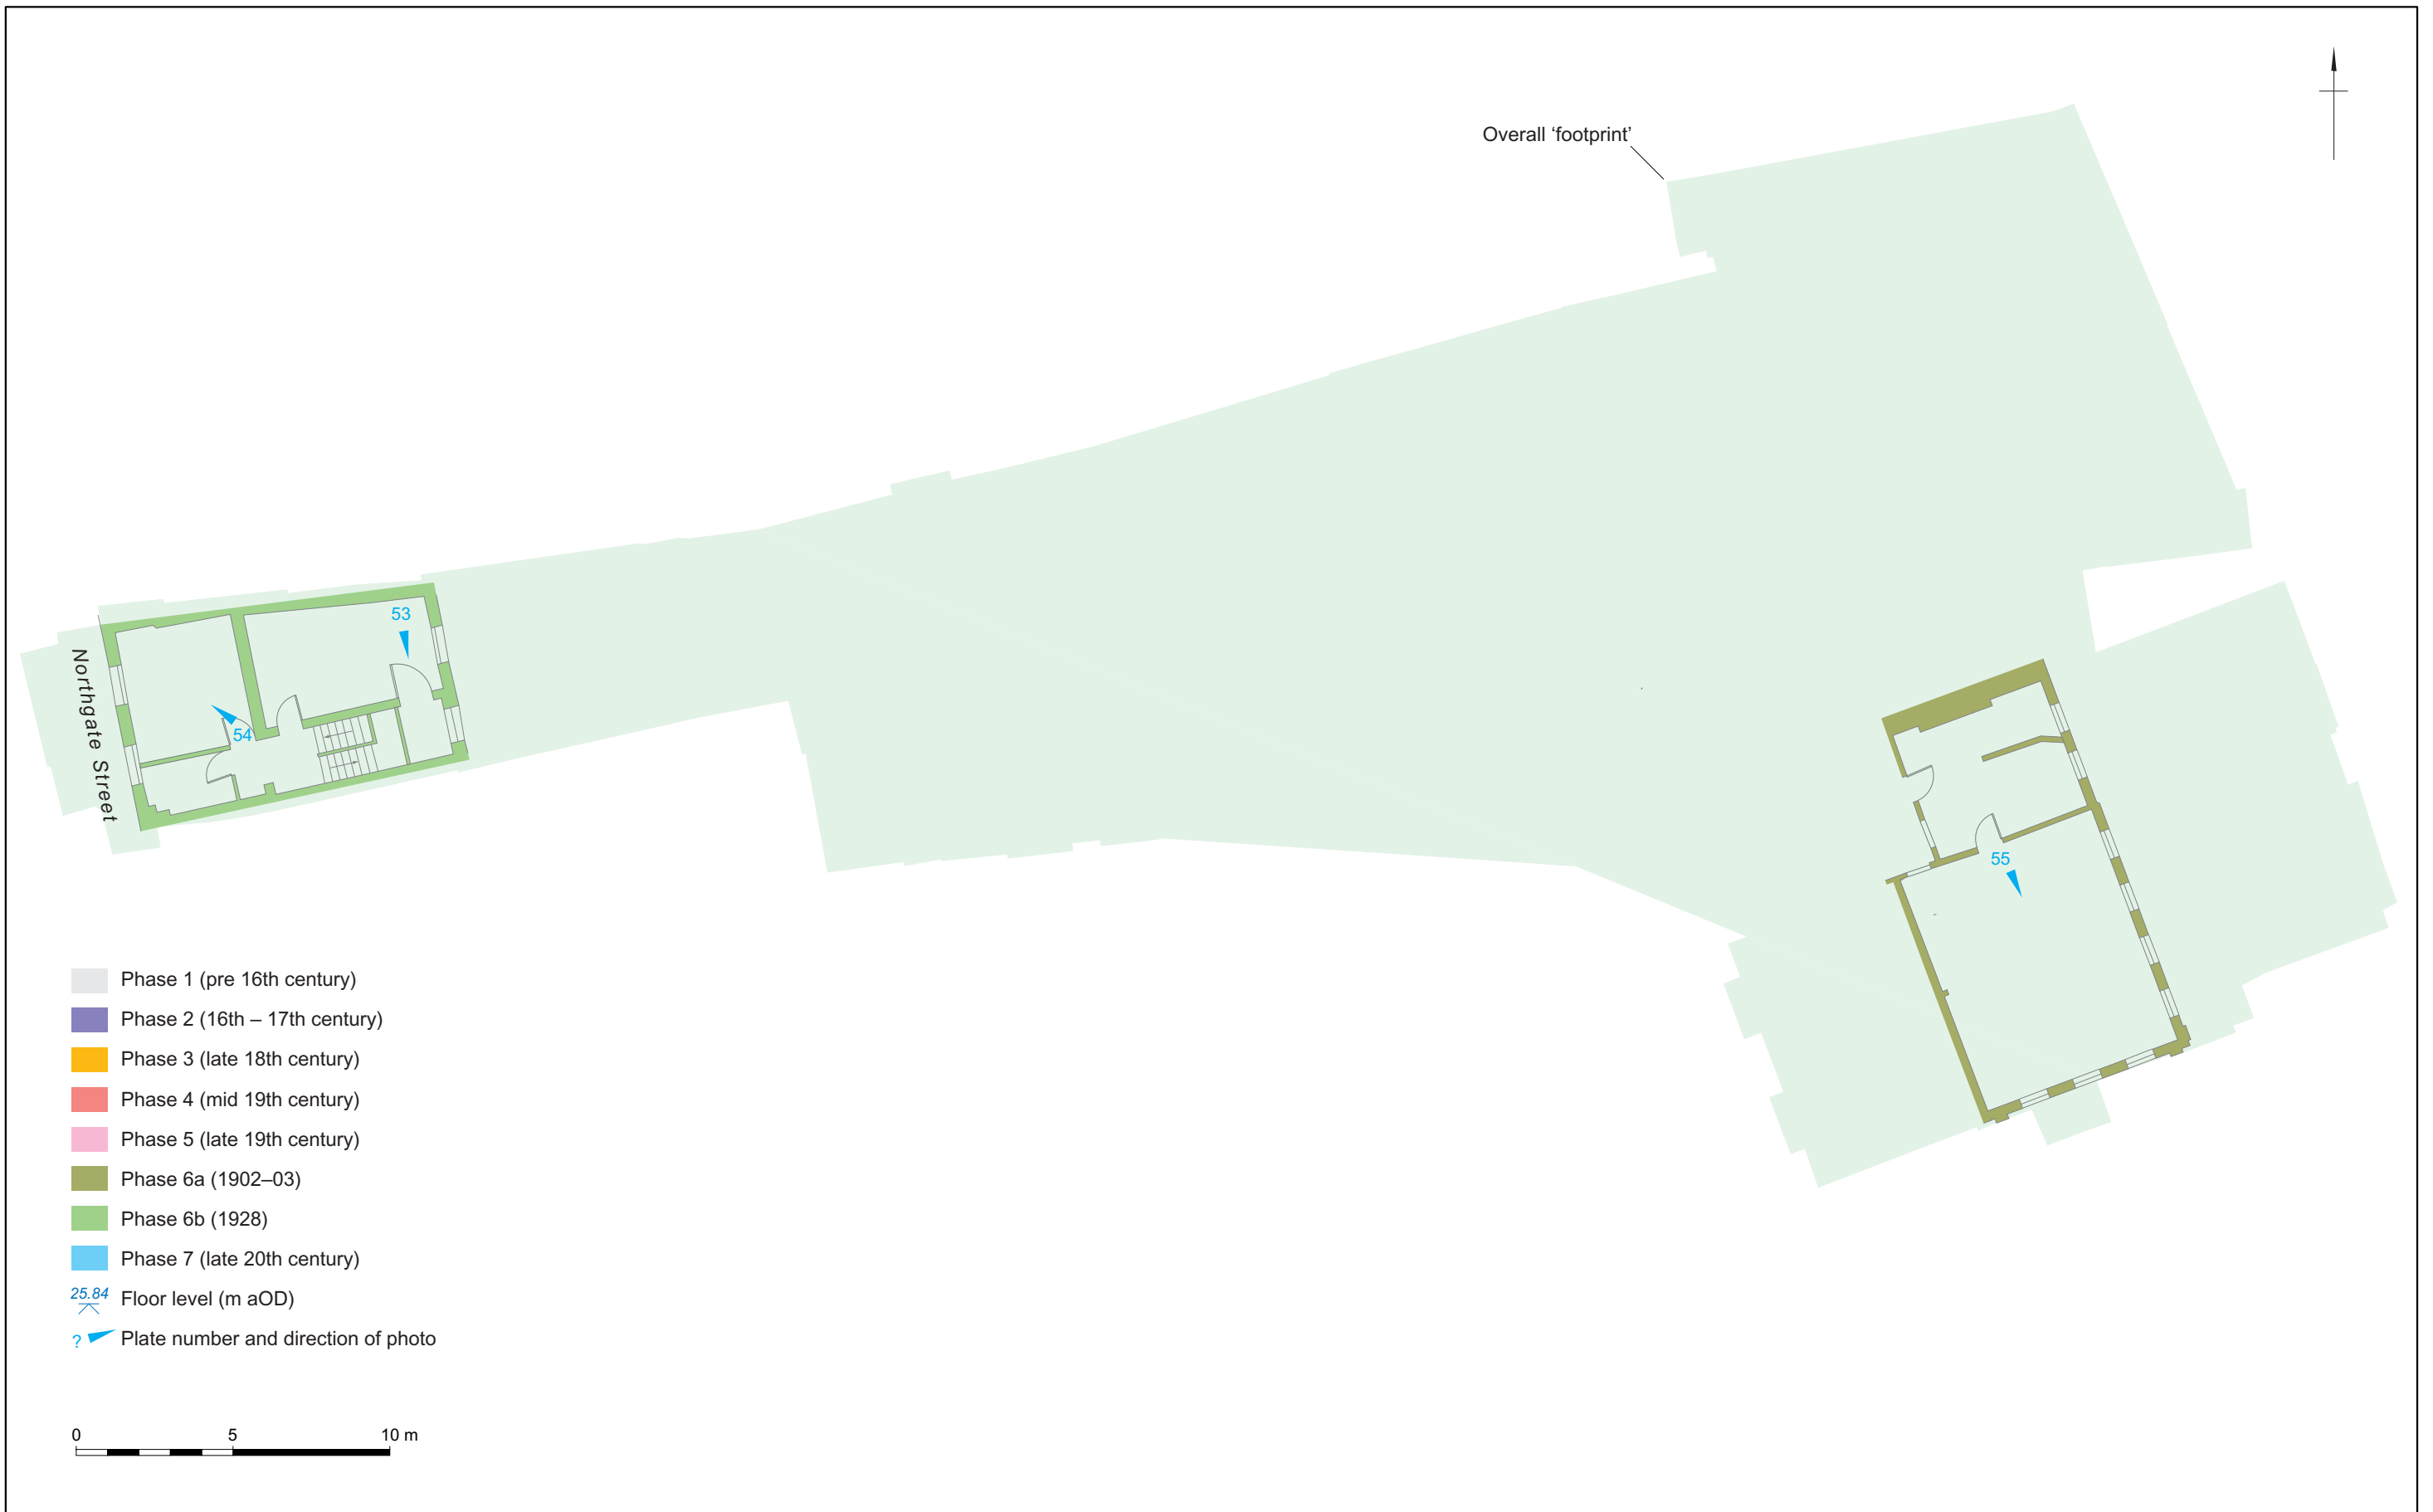 Overall ‘footprint’
53
54
Northgate Street
55
Phase 1 (pre 16th century)
Phase 2 (16th – 17th century)
Phase 3 (late 18th century)
Phase 4 (mid 19th century)
Phase 5 (late 19th century)
Phase 6a (1902–03)
Phase 6b (1928)
Phase 7 (late 20th century)
25.84 Floor level (m aOD)
? Plate number and direction of photo
0 5 10 m